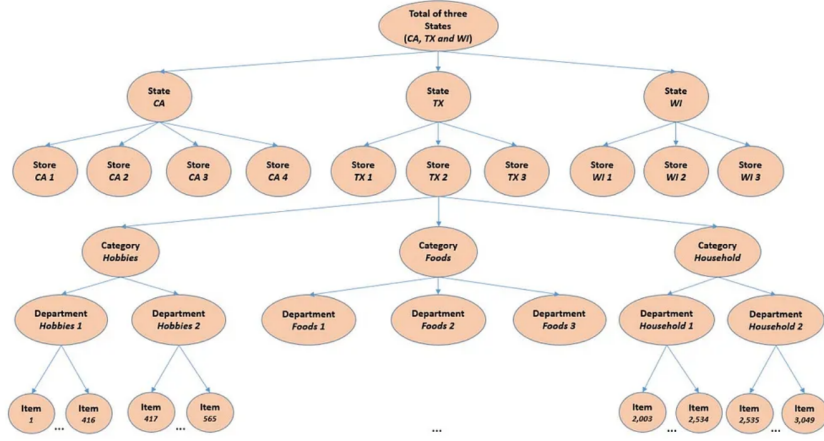 Total of three
States
(CA, TX and WI)
State
CA
State
TX
State
WI
Store
CA 1
Store
CA 2
Store
CA 3
Store
CA 4
Store
TX 1
Store
TX 2
Store
TX 3
Store
WI 1
Store
WI 2
Store
WI 3
Category
Hobbies
Category
Foods
Category
Household
Department
Hobbies 1
Department
Hobbies 2
Department
Foods 1
Department
Foods 2
Department
Foods 3
Department
Household 1
Department
Household 2
Item
1
...
Item
416
Item
417
...
Item
565
...
Item
2,003
...
Item
2,534
Item
2,535
...
Item
3,049